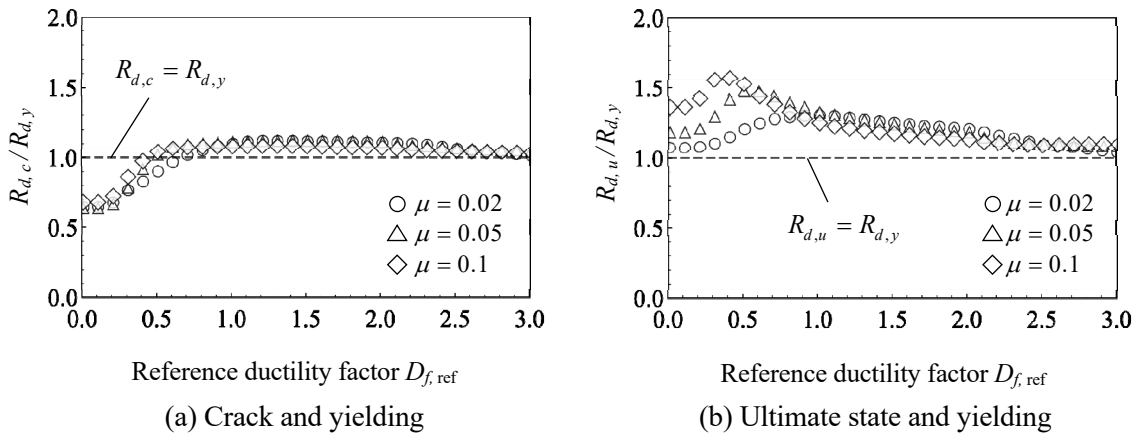 2.0
1.5
1.0
0.5
0.0
R_{d,c} / R_{d,y}
R_{d,c} = R_{d,y}
○ μ = 0.02
△ μ = 0.05
◇ μ = 0.1
0.0 0.5 1.0 1.5 2.0 2.5 3.0
Reference ductility factor D_{f, ref}
(a) Crack and yielding
2.0
1.5
1.0
0.5
0.0
R_{d,u} / R_{d,y}
R_{d,u} = R_{d,y}
○ μ = 0.02
△ μ = 0.05
◇ μ = 0.1
0.0 0.5 1.0 1.5 2.0 2.5 3.0
Reference ductility factor D_{f, ref}
(b) Ultimate state and yielding